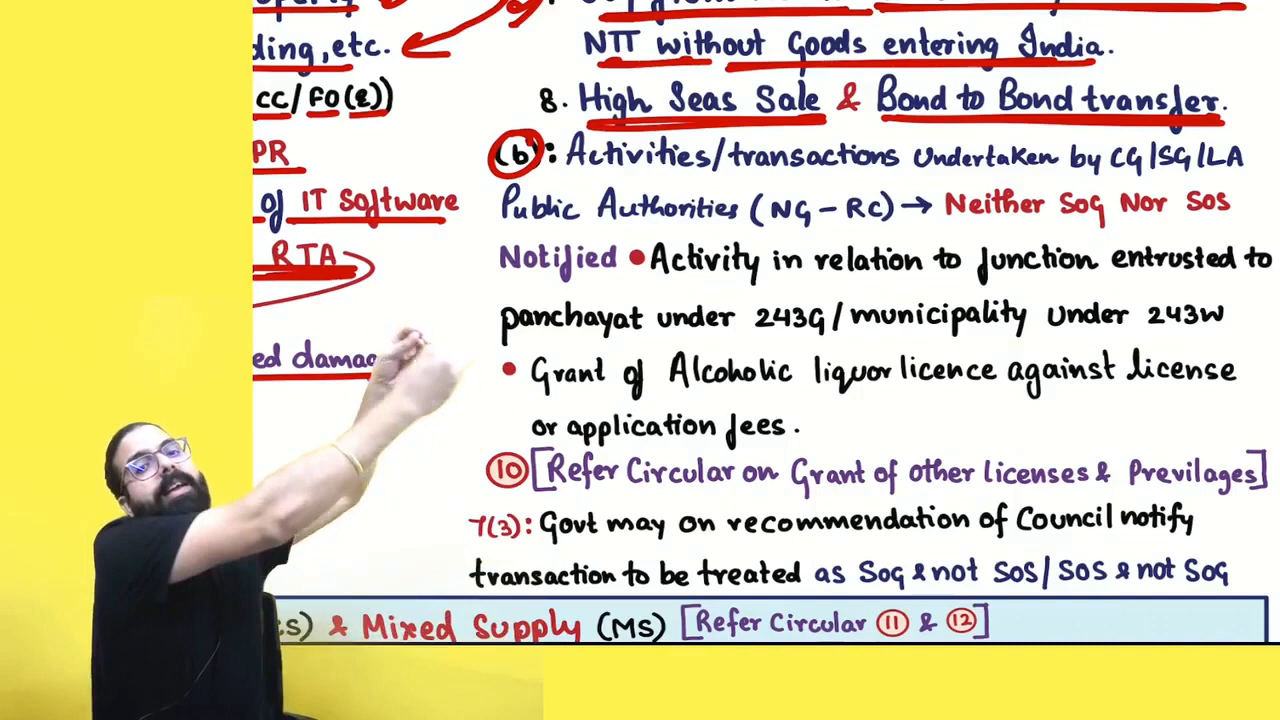 ding, etc.
CC/FO(E))
PR
of IT Software
RTA
ed damag
NTT without Goods entering India.
8. High Seas Sale & Bond to Bond transfer.
(b): Activities/transactions undertaken by CG/SG/LA
Public Authorities (NG-RC) → Neither SOG Nor SOS
Notified • Activity in relation to function entrusted to
panchayat under 243G/municipality under 243W
• Grant of Alcoholic liquor licence against license
or application fees.
⑩ [Refer Circular on Grant of other licenses & Previlages]
7(3): Govt may on recommendation of Council notify
transaction to be treated as SOG & not SOS/SOS & not SOG
S) & Mixed Supply (MS) [Refer Circular ⑪ & ⑫]